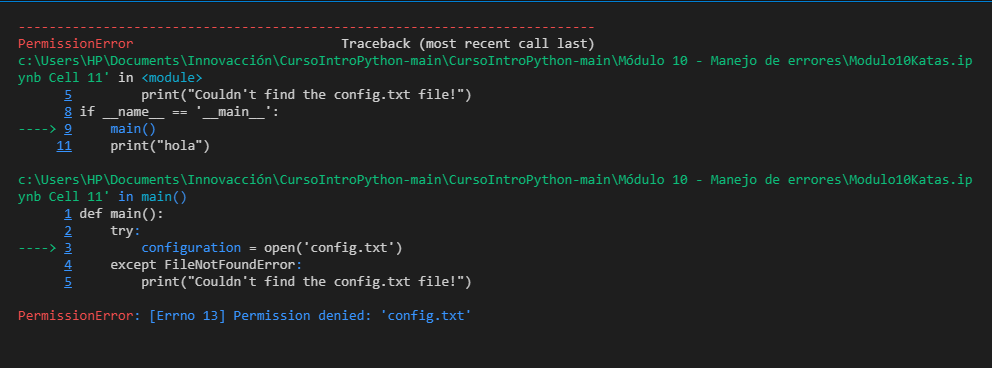 ---------------------------------------------------------------------------
PermissionError                           Traceback (most recent call last)
c:\Users\HP\Documents\Innovacción\CursoIntroPython-main\CursoIntroPython-main\Módulo 10 - Manejo de errores\Modulo10Katas.ip
ynb Cell 11' in <module>
      5         print("Couldn't find the config.txt file!")
      8 if __name__ == '__main__':
----> 9     main()
     11     print("hola")
c:\Users\HP\Documents\Innovacción\CursoIntroPython-main\CursoIntroPython-main\Módulo 10 - Manejo de errores\Modulo10Katas.ip
ynb Cell 11' in main()
      1 def main():
      2     try:
----> 3         configuration = open('config.txt')
      4     except FileNotFoundError:
      5         print("Couldn't find the config.txt file!")
PermissionError: [Errno 13] Permission denied: 'config.txt'